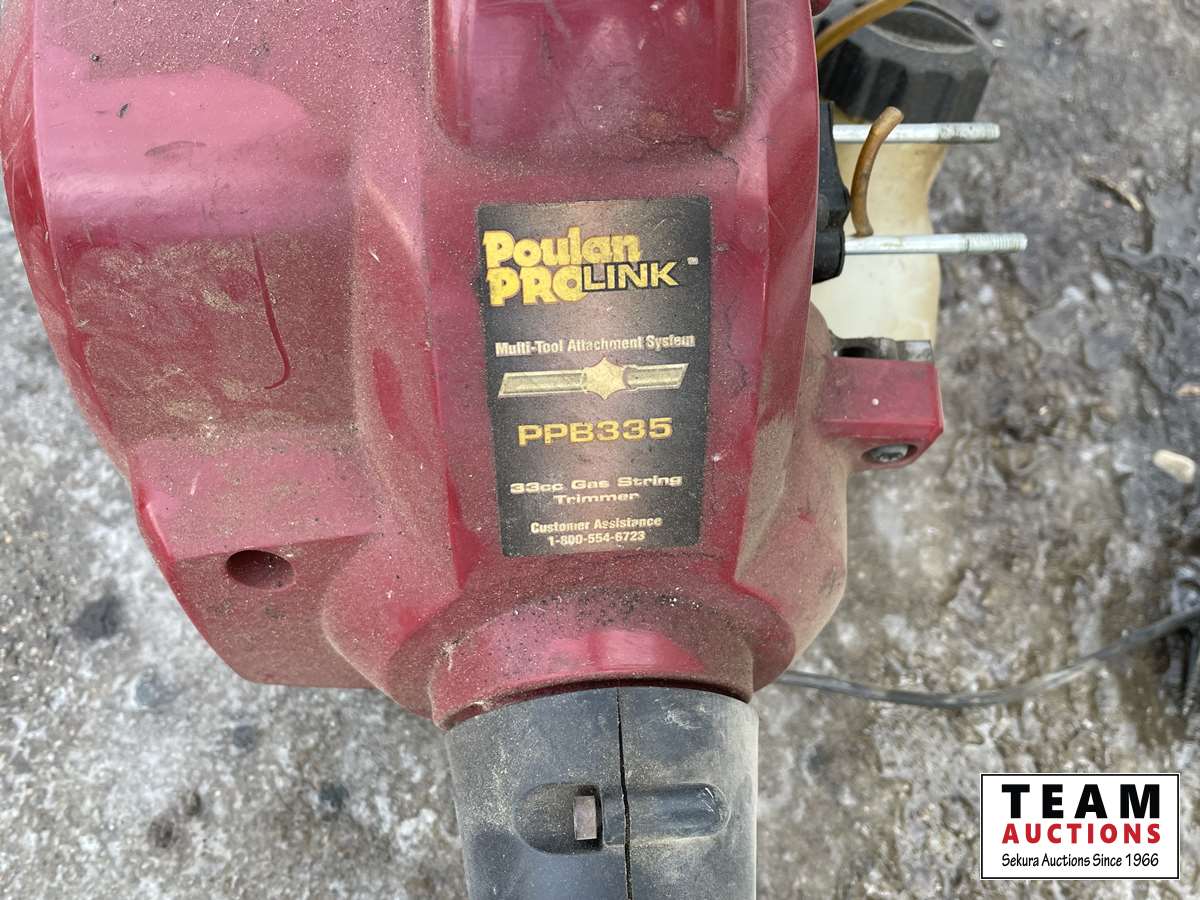 Poulan
PRO LINK™
Multi-Tool Attachment System
PPB335
33cc Gas String
Trimmer
Customer Assistance
1-800-554-6723
TEAM
AUCTIONS
Sekura Auctions Since 1966